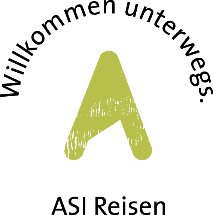 Willkommen unterwegs.
ASI Reisen